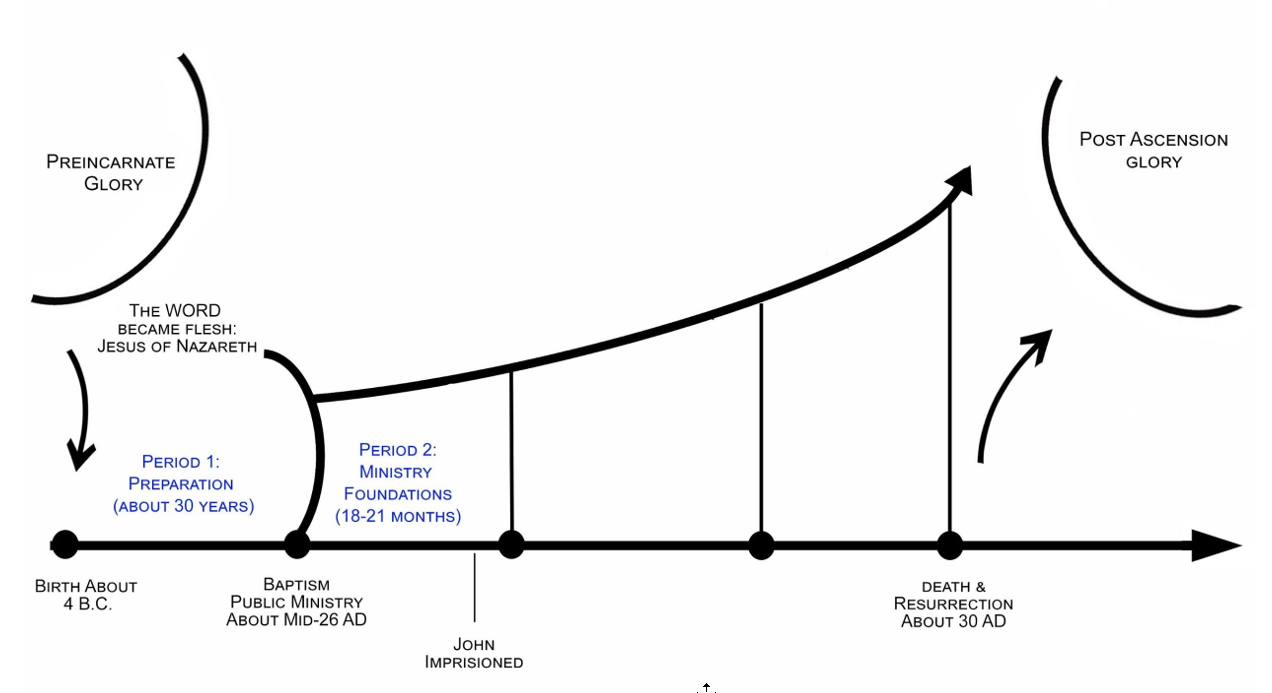 PREINCARNATE
GLORY
POST ASCENSION
GLORY
THE WORD
BECAME FLESH:
JESUS OF NAZARETH
PERIOD 1:
PREPARATION
(ABOUT 30 YEARS)
PERIOD 2:
MINISTRY
FOUNDATIONS
(18-21 MONTHS)
BIRTH ABOUT
4 B.C.
BAPTISM
PUBLIC MINISTRY
ABOUT MID-26 AD
JOHN
IMPRISIONED
DEATH &
RESURRECTION
ABOUT 30 AD